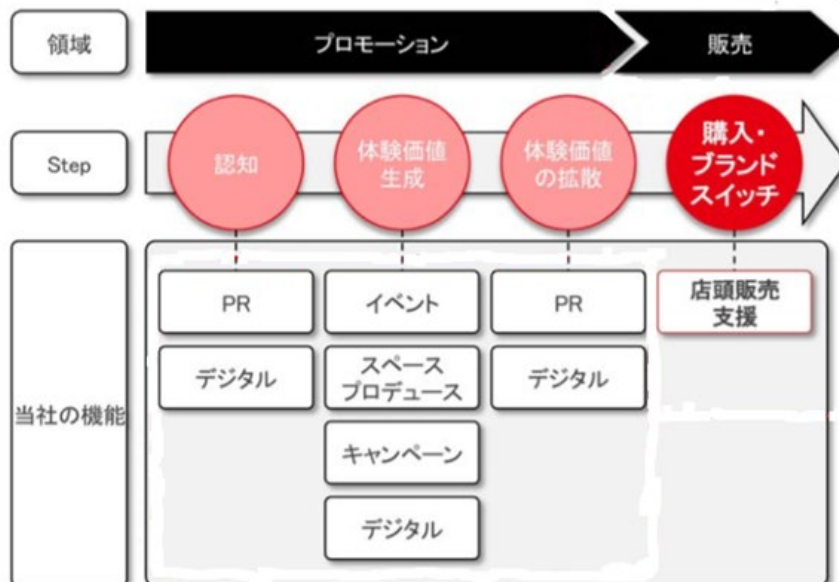 領域
プロモーション
販売
Step
認知
体験価値
生成
体験価値
の拡散
購入・
ブランド
スイッチ
当社の機能
PR
デジタル
イベント
スペース
プロデュース
キャンペーン
デジタル
PR
デジタル
店頭販売
支援